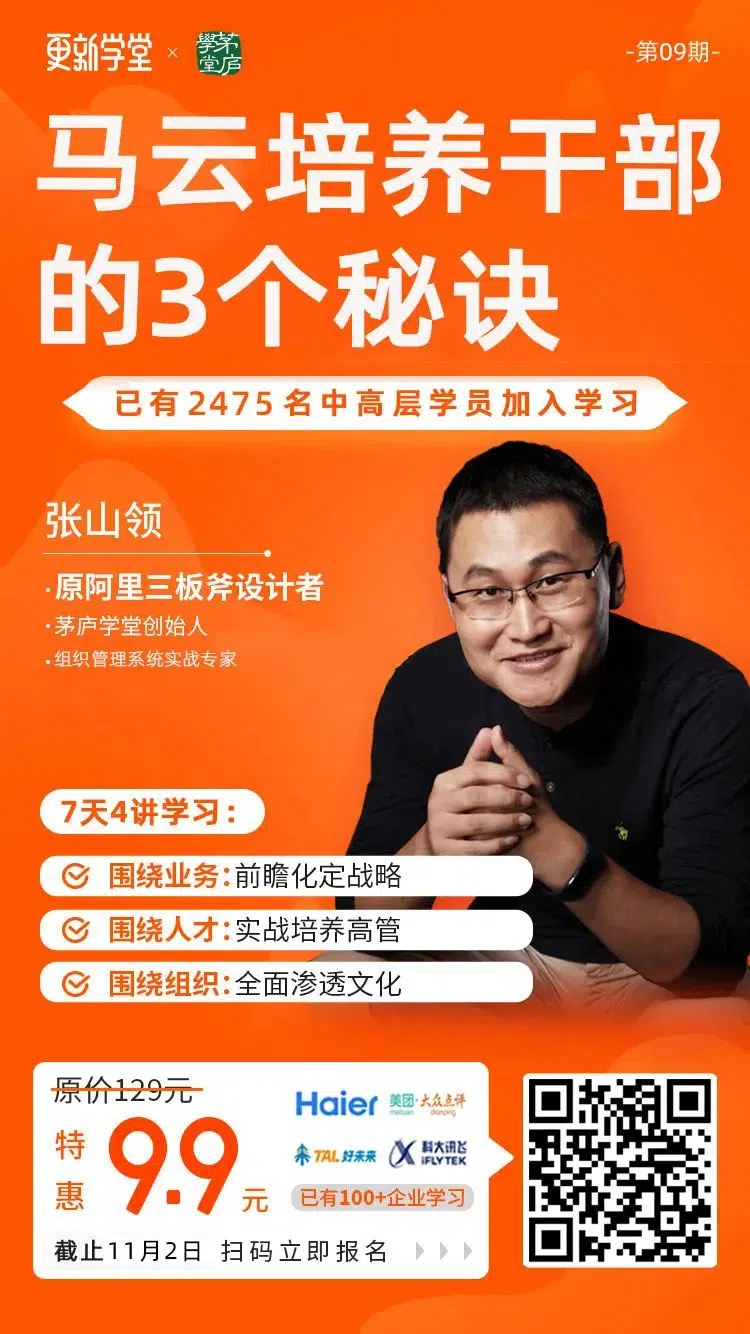 更新学堂 × 茅庐學堂
-第09期-
马云培养干部
的3个秘诀
已有2475名中高层学员加入学习
张山领
·原阿里三板斧设计者
·茅庐学堂创始人
·组织管理系统实战专家
7天4讲学习：
围绕业务：前瞻化定战略
围绕人才：实战培养高管
围绕组织：全面渗透文化
原价129元
特惠 9.9元
Haier 美团·大众点评
meituan dianping
TAL 好未来 科大讯飞
iFLYTEK
已有100+企业学习
截止11月2日 扫码立即报名